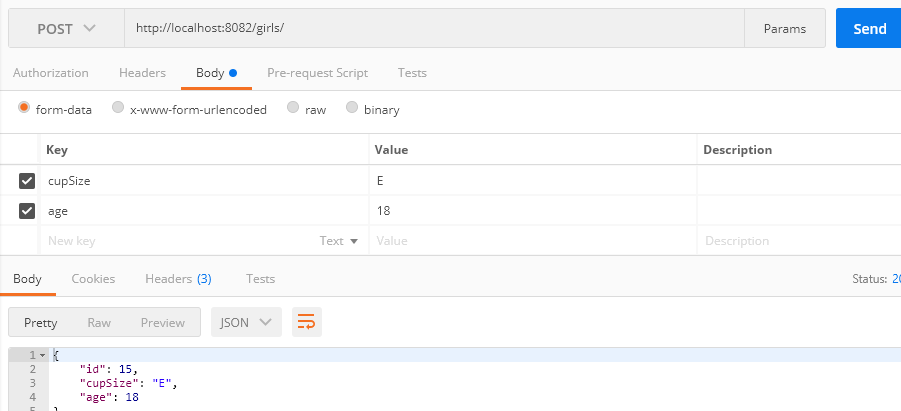 POST http://localhost:8082/girls/ Params Send
Authorization Headers Body Pre-request Script Tests
form-data x-www-form-urlencoded raw binary
Key Value Description
cupSize E
age 18
New key Text Value Description
Body Cookies Headers (3) Tests Status: 20
Pretty Raw Preview JSON
1 {
2 "id": 15,
3 "cupSize": "E",
4 "age": 18
5 }